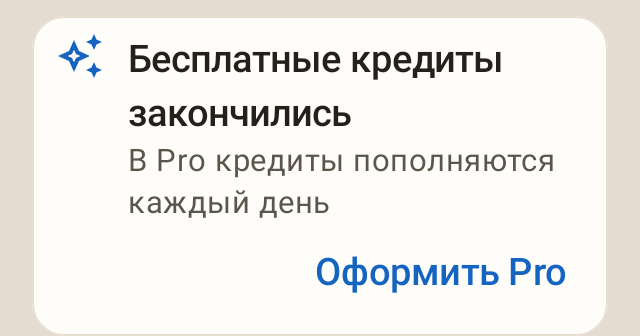 Бесплатные кредиты
закончились
В Pro кредиты пополняются
каждый день
Оформить Pro